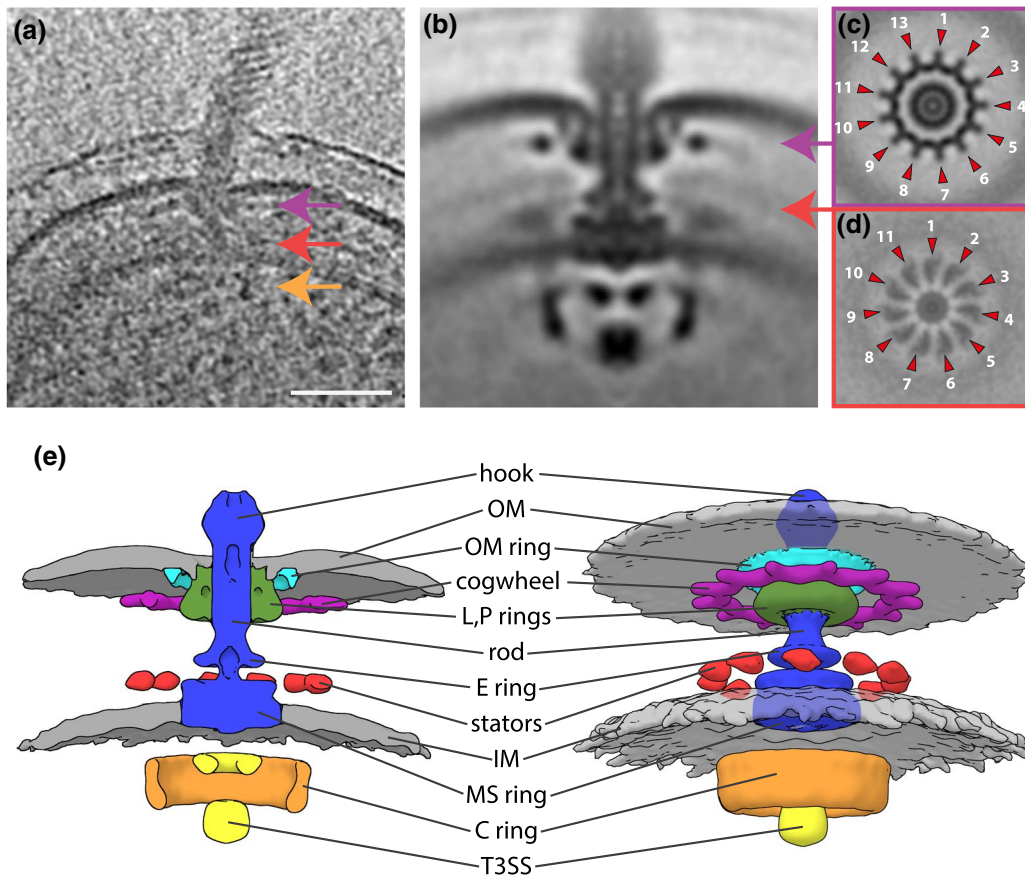 (a)
(b)
(c)
13
1
2
12
3
11
4
10
5
9
6
8
7
(d)
1
11
2
10
3
9
4
8
5
7
6
(e)
hook
OM
OM ring
cogwheel
L,P rings
rod
E ring
stators
IM
MS ring
C ring
T3SS